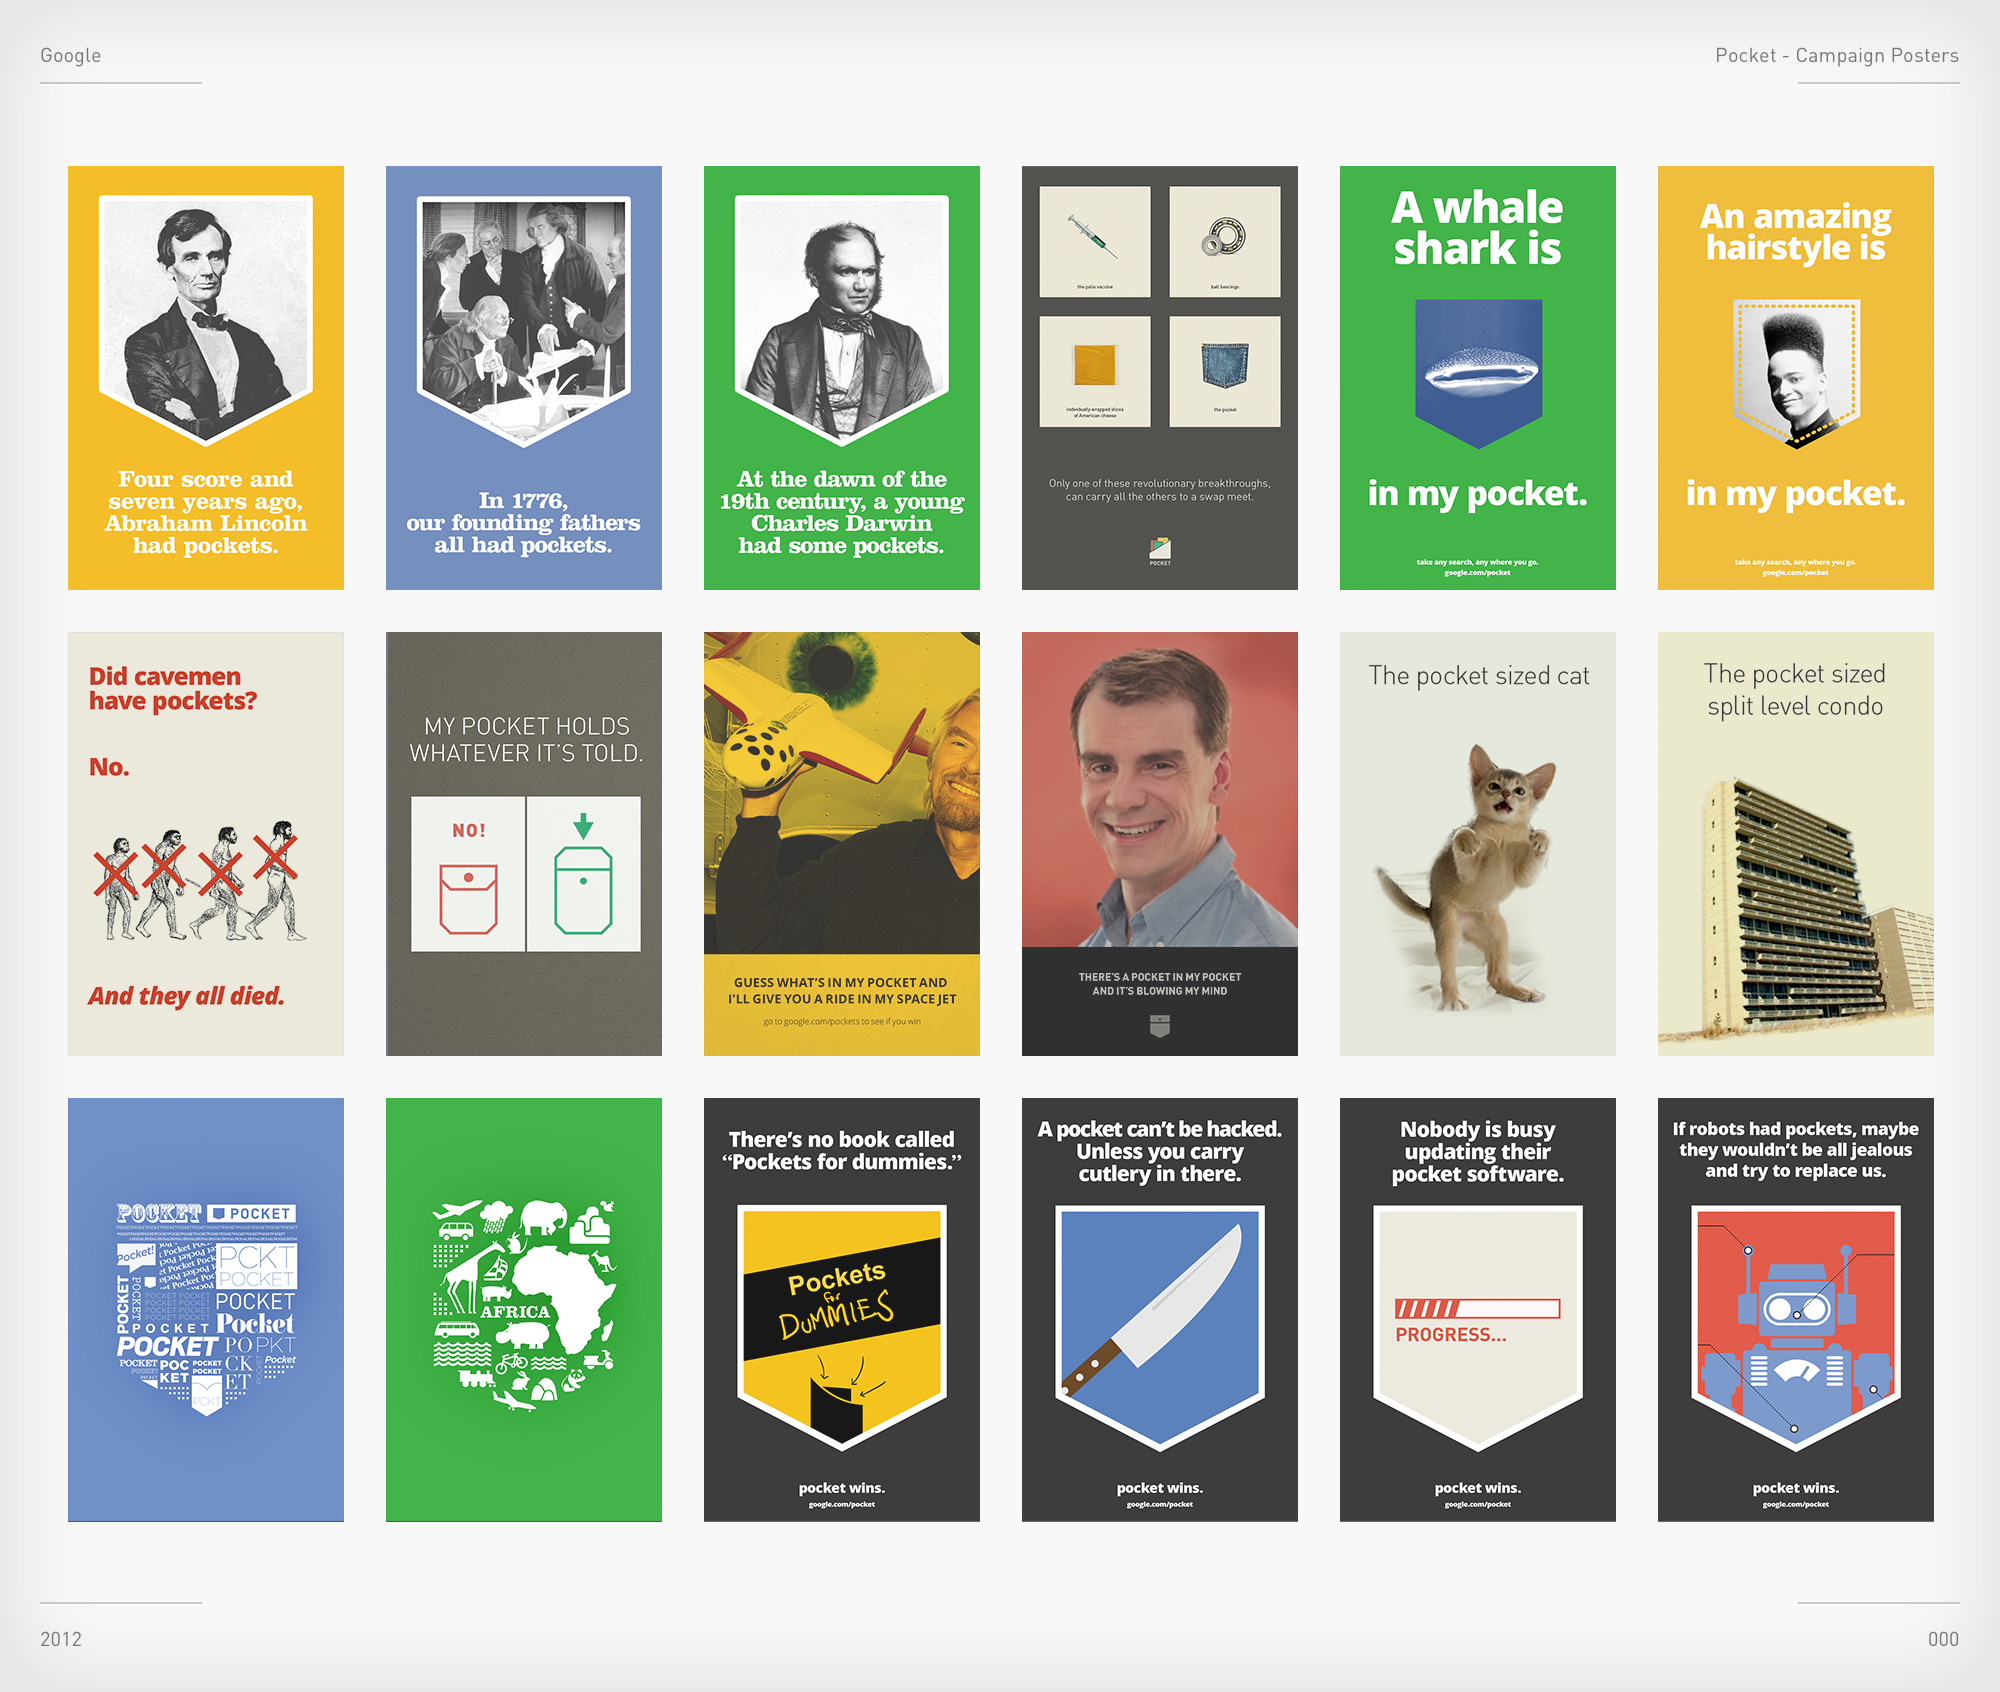 Google
Pocket - Campaign Posters
Four score and
seven years ago,
Abraham Lincoln
had pockets.
In 1776,
our founding fathers
all had pockets.
At the dawn of the
19th century, a young
Charles Darwin
had some pockets.
the polio vaccine
ball bearings
individually wrapped slices
of American cheese
the pocket
Only one of these revolutionary breakthroughs,
can carry all the others to a swap meet.
POCKET
A whale
shark is
in my pocket.
take any search, any where you go.
google.com/pocket
An amazing
hairstyle is
in my pocket.
take any search, any where you go.
google.com/pocket
Did cavemen
have pockets?
No.
And they all died.
MY POCKET HOLDS
WHATEVER IT'S TOLD.
NO!
GUESS WHAT'S IN MY POCKET AND
I'LL GIVE YOU A RIDE IN MY SPACE JET
go to google.com/pockets to see if you win
THERE'S A POCKET IN MY POCKET
AND IT'S BLOWING MY MIND
The pocket sized cat
The pocket sized
split level condo
POCKET
POCKET
Pocket!
PCKT
POCKET
POCKET
POCKET
POCKET
POCKET
Pocket
POCKET
PO
CK
ET
PKT
POCKET
POC
KET
POCKET
POCKET
Pocket
PCKT
AFRICA
There's no book called
“Pockets for dummies.”
Pockets
for
DUMMIES
pocket wins.
google.com/pocket
A pocket can't be hacked.
Unless you carry
cutlery in there.
pocket wins.
google.com/pocket
Nobody is busy
updating their
pocket software.
PROGRESS...
pocket wins.
google.com/pocket
If robots had pockets, maybe
they wouldn't be all jealous
and try to replace us.
pocket wins.
google.com/pocket
2012
000